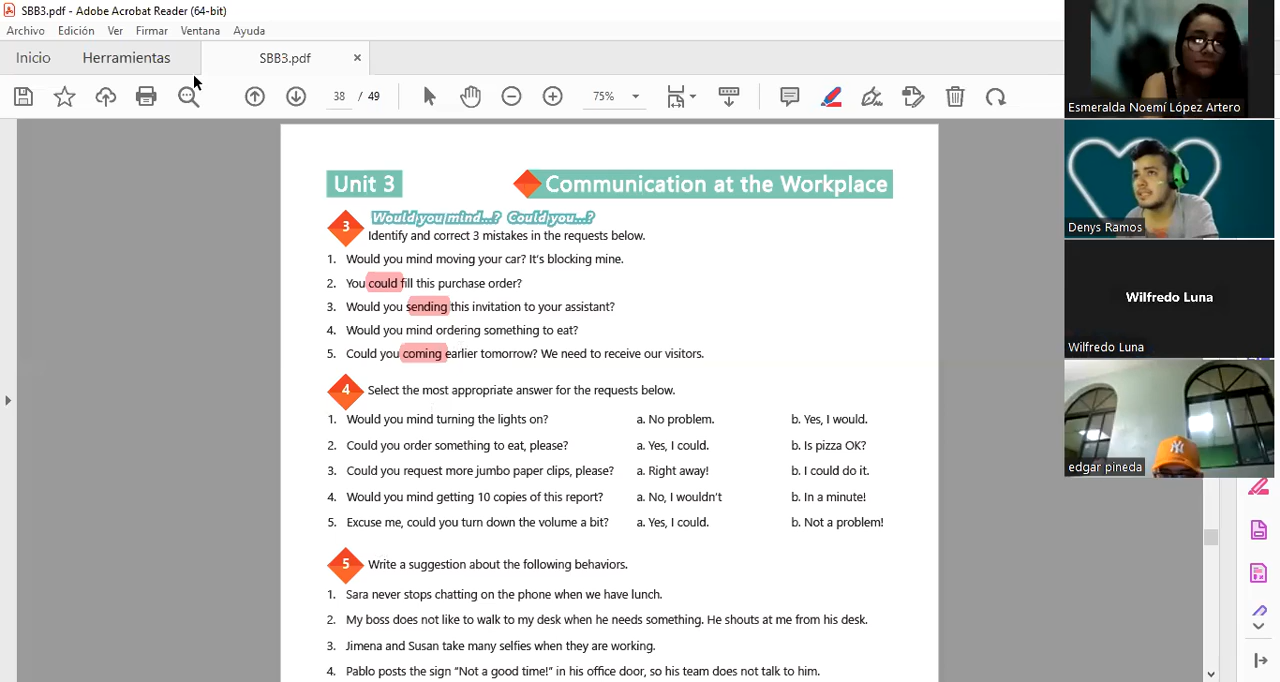 SBB3.pdf - Adobe Acrobat Reader (64-bit)
Archivo Edición Ver Firmar Ventana Ayuda
Inicio Herramientas SBB3.pdf ×
38 / 49 75%
Unit 3 Communication at the Workplace
3 Would you mind...? Could you...?
Identify and correct 3 mistakes in the requests below.
1. Would you mind moving your car? It's blocking mine.
2. You could fill this purchase order?
3. Would you sending this invitation to your assistant?
4. Would you mind ordering something to eat?
5. Could you coming earlier tomorrow? We need to receive our visitors.
4 Select the most appropriate answer for the requests below.
1. Would you mind turning the lights on? a. No problem. b. Yes, I would.
2. Could you order something to eat, please? a. Yes, I could. b. Is pizza OK?
3. Could you request more jumbo paper clips, please? a. Right away! b. I could do it.
4. Would you mind getting 10 copies of this report? a. No, I wouldn't b. In a minute!
5. Excuse me, could you turn down the volume a bit? a. Yes, I could. b. Not a problem!
5 Write a suggestion about the following behaviors.
1. Sara never stops chatting on the phone when we have lunch.
2. My boss does not like to walk to my desk when he needs something. He shouts at me from his desk.
3. Jimena and Susan take many selfies when they are working.
4. Pablo posts the sign "Not a good time!" in his office door, so his team does not talk to him.
Esmeralda Noemí López Artero
Denys Ramos
Wilfredo Luna
Wilfredo Luna
edgar pineda